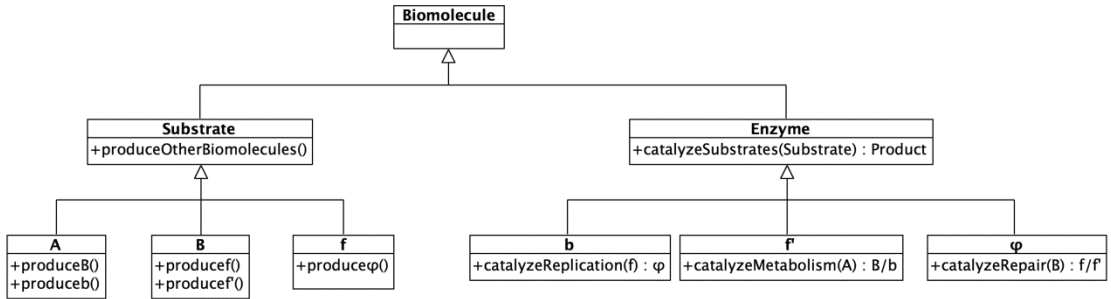 Biomolecule
Substrate
+produceOtherBiomolecules()
Enzyme
+catalyzeSubstrates(Substrate) : Product
A
+produceB()
+produceb()
B
+producef()
+producef'()
f
+produceφ()
b
+catalyzeReplication(f) : φ
f'
+catalyzeMetabolism(A) : B/b
φ
+catalyzeRepair(B) : f/f'